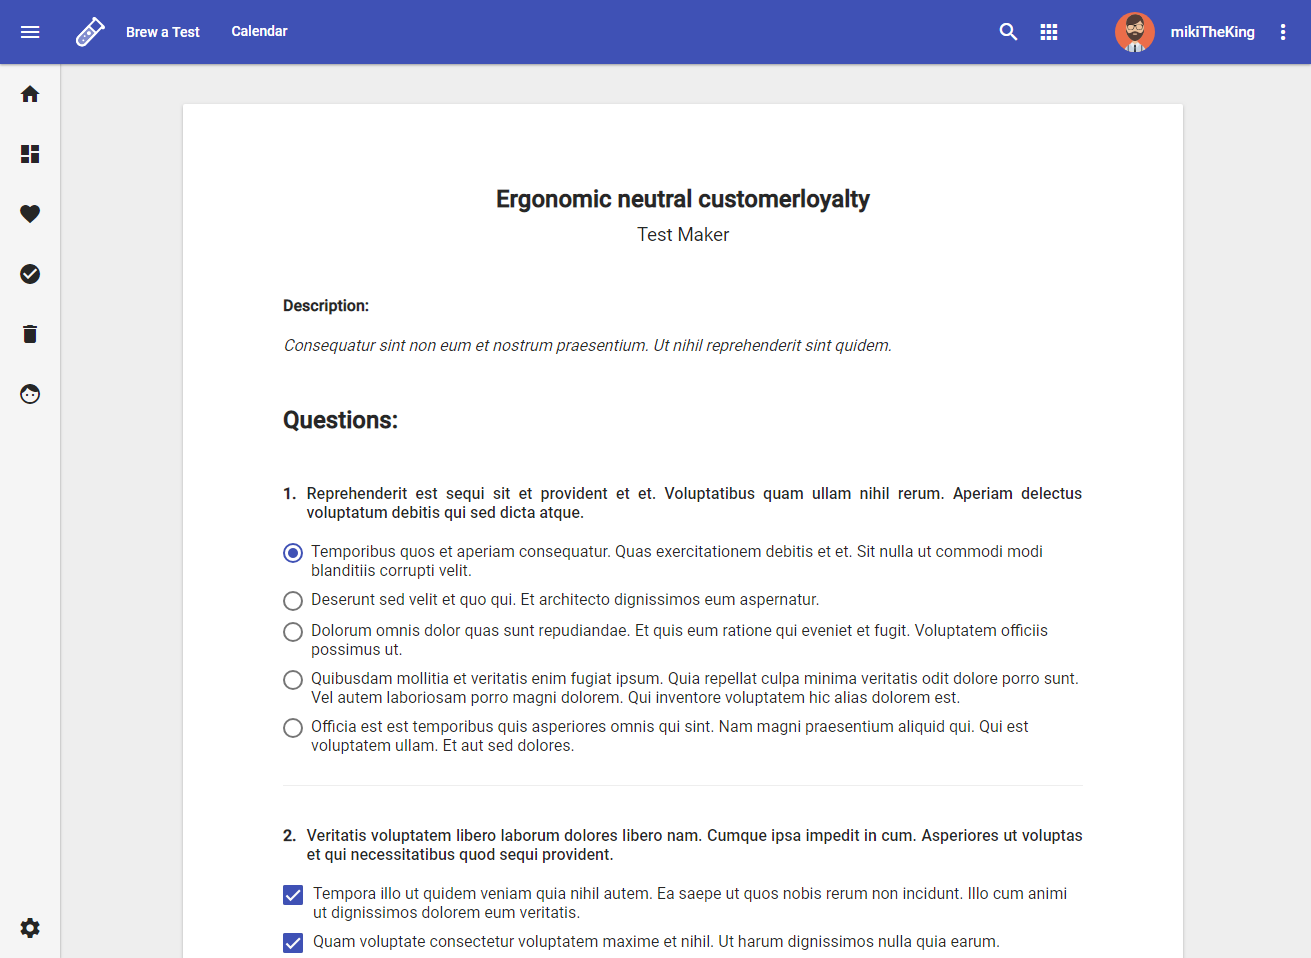 Brew a Test
Calendar
mikiTheKing
Ergonomic neutral customerloyalty
Test Maker
Description:
Consequatur sint non eum et nostrum praesentium. Ut nihil reprehenderit sint quidem.
Questions:
1. Reprehenderit est sequi sit et provident et et. Voluptatibus quam ullam nihil rerum. Aperiam delectus
voluptatum debitis qui sed dicta atque.
Temporibus quos et aperiam consequatur. Quas exercitationem debitis et et. Sit nulla ut commodi modi
blanditiis corrupti velit.
Deserunt sed velit et quo qui. Et architecto dignissimos eum aspernatur.
Dolorum omnis dolor quas sunt repudiandae. Et quis eum ratione qui eveniet et fugit. Voluptatem officiis
possimus ut.
Quibusdam mollitia et veritatis enim fugiat ipsum. Quia repellat culpa minima veritatis odit dolore porro sunt.
Vel autem laboriosam porro magni dolorem. Qui inventore voluptatem hic alias dolorem est.
Officia est est temporibus quis asperiores omnis qui sint. Nam magni praesentium aliquid qui. Qui est
voluptatem ullam. Et aut sed dolores.
2. Veritatis voluptatem libero laborum dolores libero nam. Cumque ipsa impedit in cum. Asperiores ut voluptas
et qui necessitatibus quod sequi provident.
Tempora illo ut quidem veniam quia nihil autem. Ea saepe ut quos nobis rerum non incidunt. Illo cum animi
ut dignissimos dolorem eum veritatis.
Quam voluptate consectetur voluptatem maxime et nihil. Ut harum dignissimos nulla quia earum.